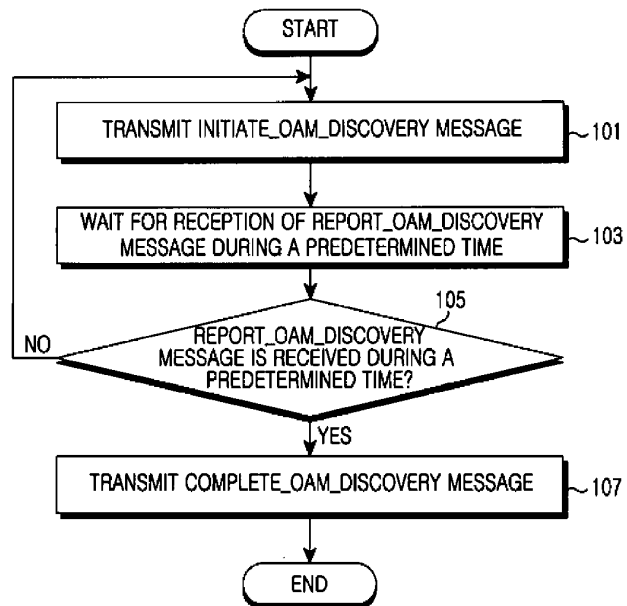 START
TRANSMIT INITIATE_OAM_DISCOVERY MESSAGE
101
WAIT FOR RECEPTION OF REPORT_OAM_DISCOVERY
MESSAGE DURING A PREDETERMINED TIME
103
105
REPORT_OAM_DISCOVERY
MESSAGE IS RECEIVED DURING A
PREDETERMINED TIME?
NO
YES
TRANSMIT COMPLETE_OAM_DISCOVERY MESSAGE
107
END